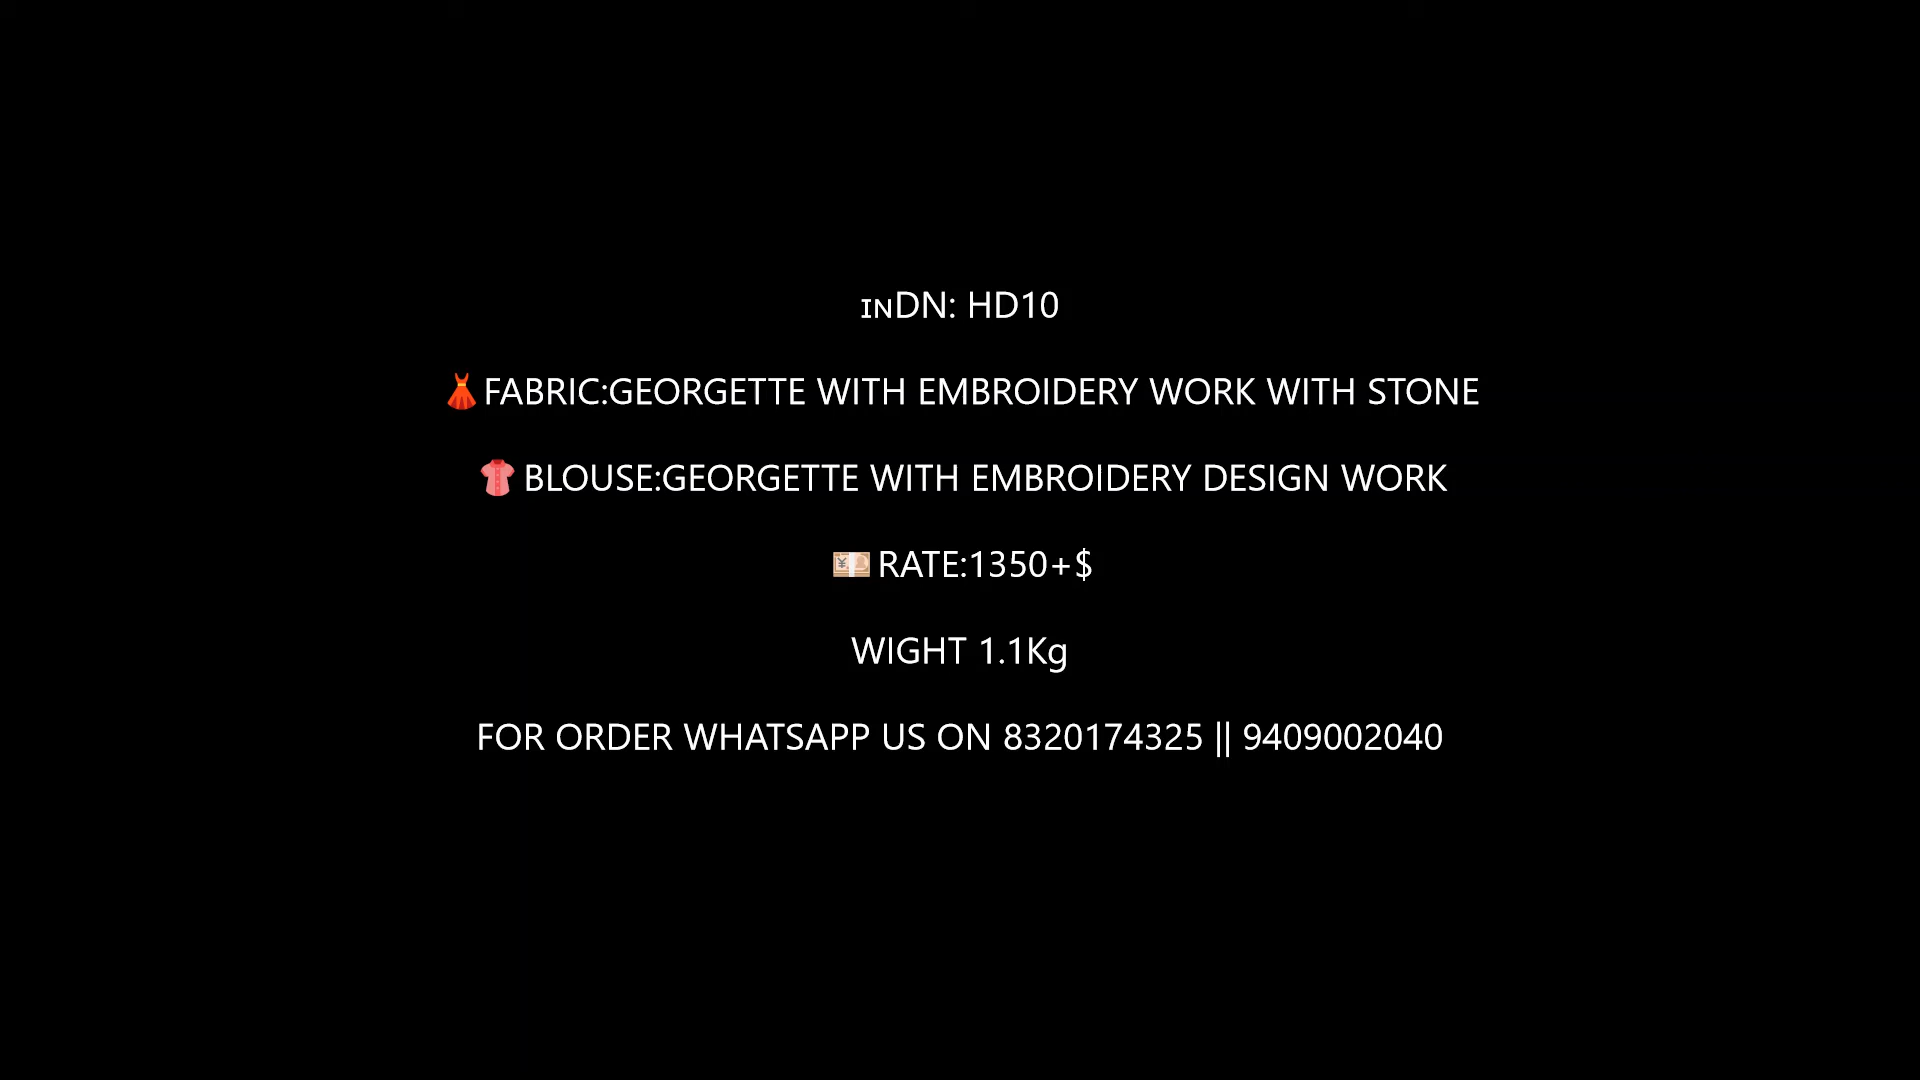 ɪɴDN: HD10
👗FABRIC:GEORGETTE WITH EMBROIDERY WORK WITH STONE
👚BLOUSE:GEORGETTE WITH EMBROIDERY DESIGN WORK
💴RATE:1350+$
WIGHT 1.1Kg
FOR ORDER WHATSAPP US ON 8320174325 || 9409002040